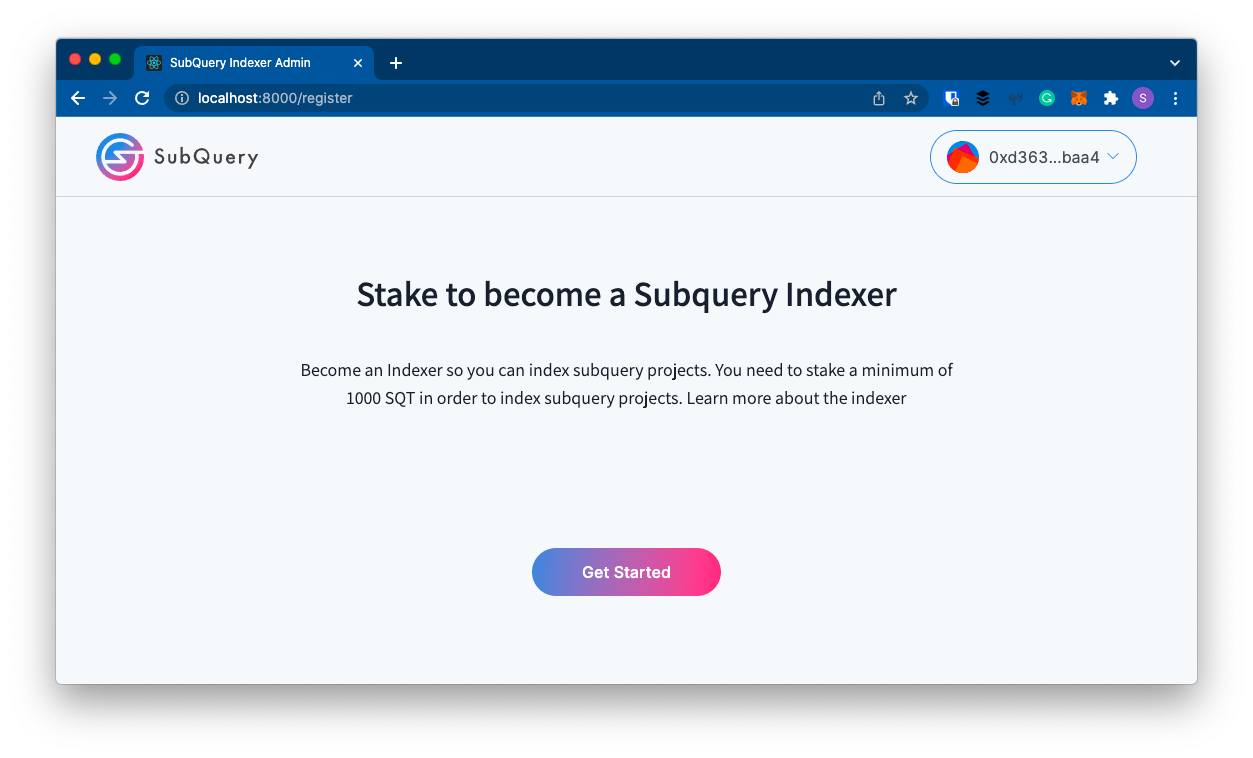 SubQuery Indexer Admin
localhost:8000/register
G
S
SubQuery
0xd363...baa4
Stake to become a Subquery Indexer
Become an Indexer so you can index subquery projects. You need to stake a minimum of
1000 SQT in order to index subquery projects. Learn more about the indexer
Get Started